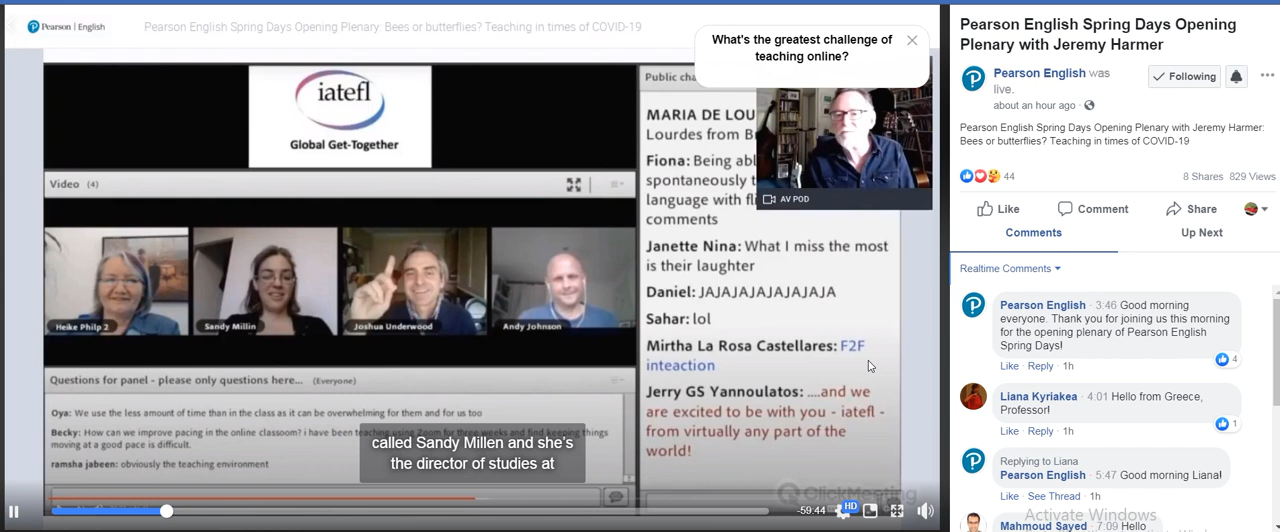 Pearson | English
Pearson English Spring Days Opening Plenary. Bees or butterflies? Teaching in times of COVID-19
What's the greatest challenge of
teaching online?
iatefl
Global Get-Together
Video (4)
Heike Philp 2
Sandy Millin
Joshua Underwood
Andy Johnson
Questions for panel - please only questions here... (Everyone)
Oya: We use the less amount of time than in the class as it can be overwhelming for them and for us too
Becky: How can we improve pacing in the online classoom? i have been teaching using Zoom for three weeks and find keeping things
moving at a good pace is difficult.
ramsha jabeen: obviously the teaching environment
called Sandy Millen and she's
the director of studies at
Public cha
MARIA DE LOU
Lourdes from B
Fiona: Being abl
spontaneously t
language with fl
comments
Janette Nina: What I miss the most
is their laughter
Daniel: JAJAJAJAJAJAJAJA
Sahar: lol
Mirtha La Rosa Castellares: F2F
inteaction
Jerry GS Yannoulatos: ....and we
are excited to be with you - iatefl -
from virtually any part of the
world!
AV POD
ClickMeeting
-59:44
HD
Pearson English Spring Days Opening
Plenary with Jeremy Harmer
Pearson English was
live.
about an hour ago ·
Following
Pearson English Spring Days Opening Plenary with Jeremy Harmer:
Bees or butterflies? Teaching in times of COVID-19
44
8 Shares 829 Views
Like Comment Share
Comments Up Next
Realtime Comments
Pearson English · 3:46 Good morning
everyone. Thank you for joining us this morning
for the opening plenary of Pearson English
Spring Days!
4
Like · Reply · 1h
Liana Kyriakea · 4:01 Hello from Greece,
Professor!
1
Like · Reply · 1h
Replying to Liana
Pearson English · 5:47 Good morning Liana!
Like · See Thread · 1h
Activate Windows
Mahmoud Sayed · 7:09 Hello